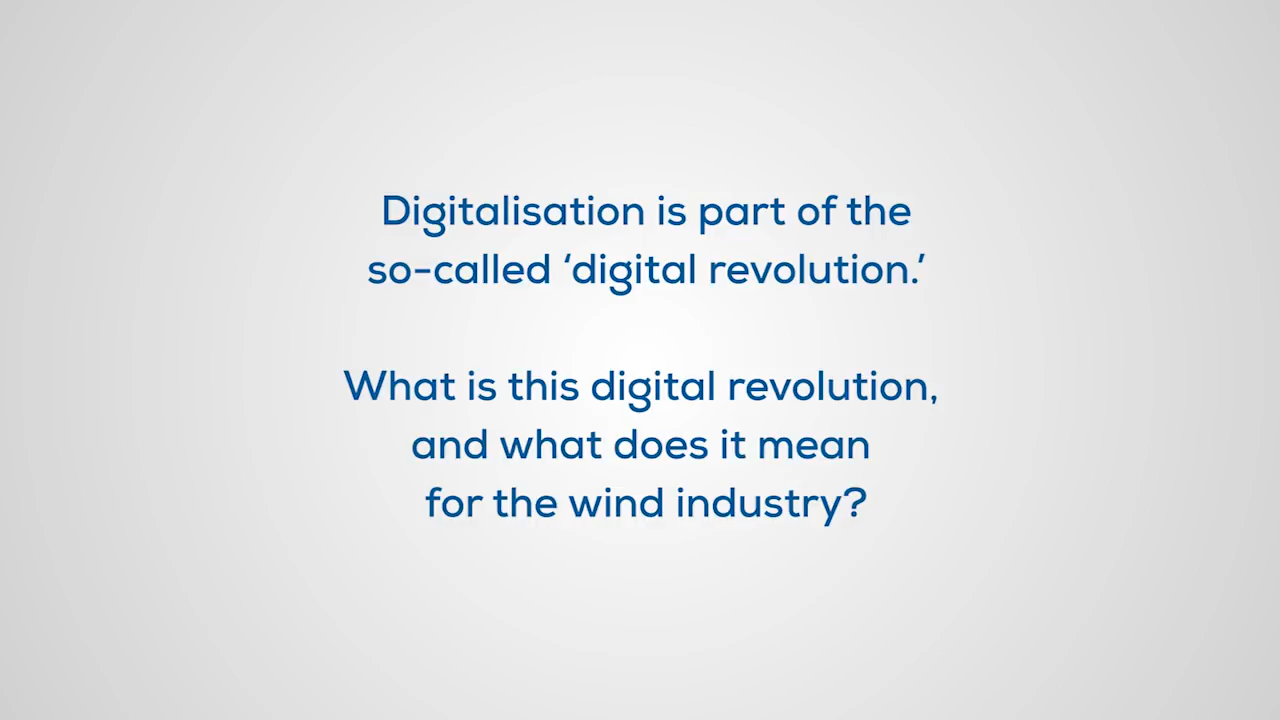 Digitalisation is part of the
so-called ‘digital revolution.’
What is this digital revolution,
and what does it mean
for the wind industry?